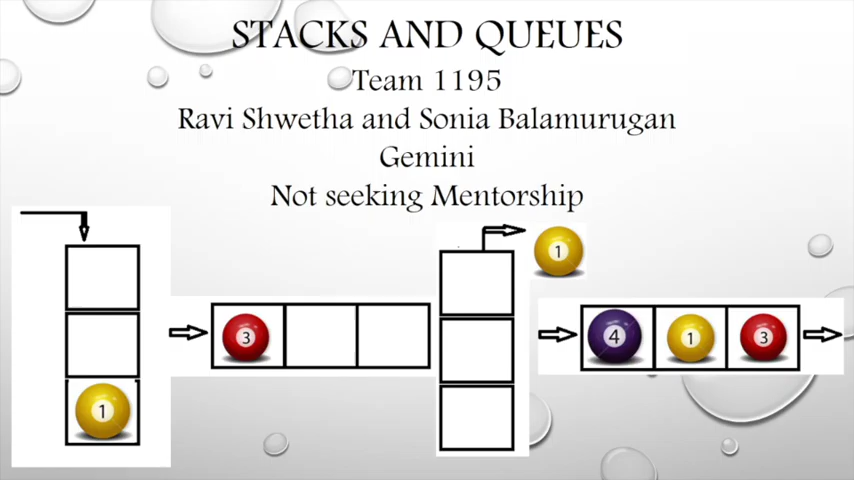 STACKS AND QUEUES
Team 1195
Ravi Shwetha and Sonia Balamurugan
Gemini
Not seeking Mentorship
1
3
1
4 1 3